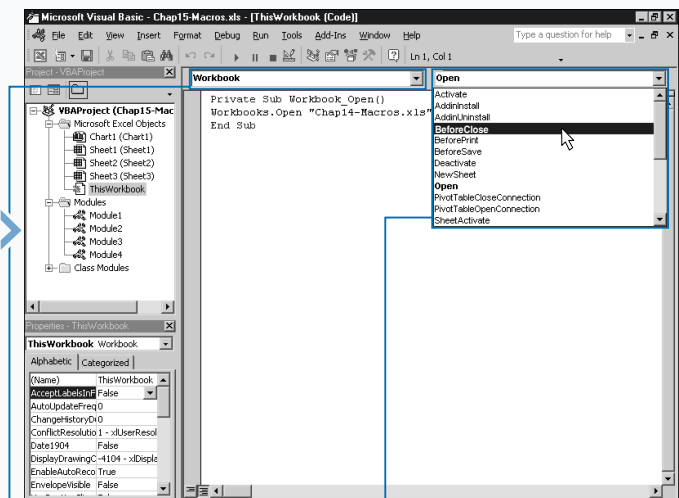 Microsoft Visual Basic - Chap15-Macros.xls - [ThisWorkbook (Code)]
File Edit View Insert Format Debug Run Tools Add-Ins Window Help Type a question for help
Ln 1, Col 1
Project - VBAProject
VBAProject (Chap15-Mac
Microsoft Excel Objects
Chart1 (Chart1)
Sheet1 (Sheet1)
Sheet2 (Sheet2)
Sheet3 (Sheet3)
ThisWorkbook
Modules
Module1
Module2
Module3
Module4
Class Modules
Workbook
Open
Private Sub Workbook_Open()
Workbooks.Open "Chap14-Macros.xls"
End Sub
Activate
AddinInstall
AddinUninstall
BeforeClose
BeforePrint
BeforeSave
Deactivate
NewSheet
Open
PivotTableCloseConnection
PivotTableOpenConnection
SheetActivate
Properties - ThisWorkbook
ThisWorkbook Workbook
Alphabetic Categorized
(Name) ThisWorkbook
AcceptLabelsInF False
AutoUpdateFreq 0
ChangeHistoryD 0
ConflictResolutio 1 - xlUserResol
Date1904 False
DisplayDrawingC -4104 - xlDispla
EnableAutoReco True
EnvelopeVisible False